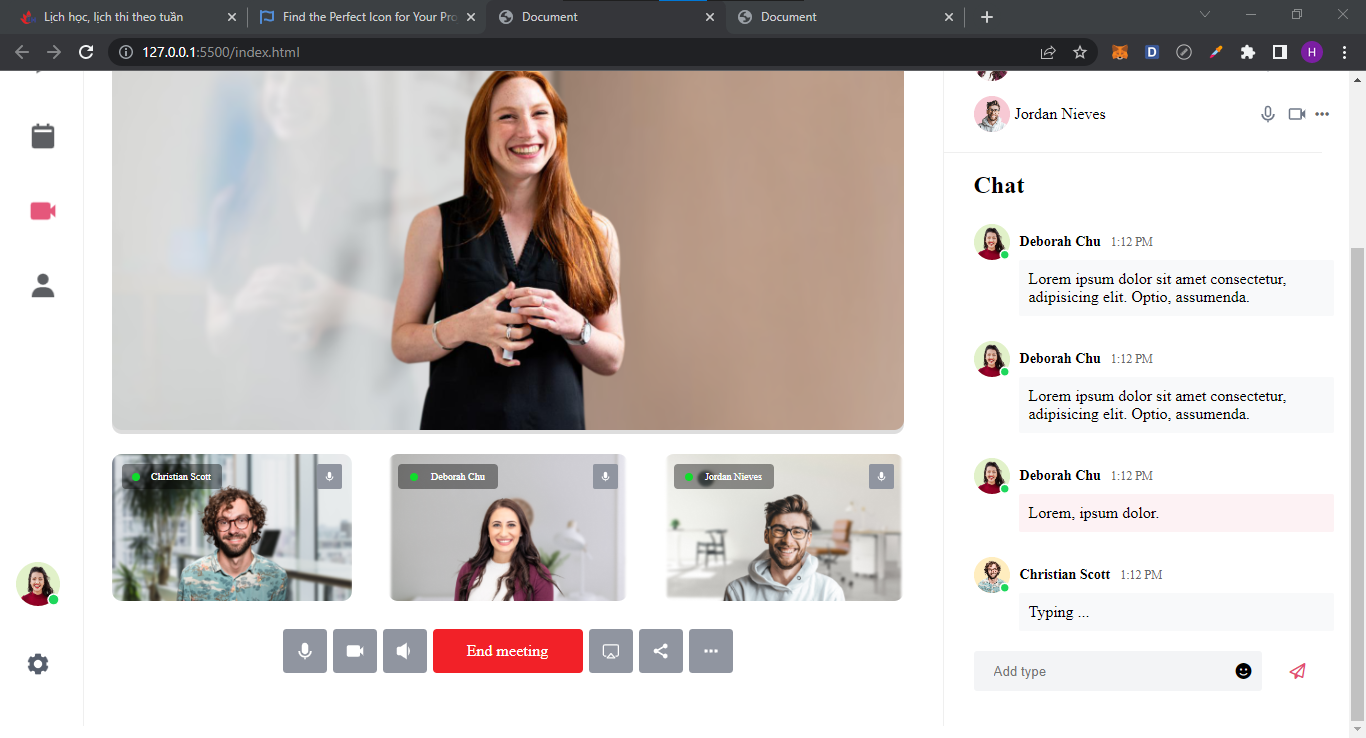 Lịch học, lịch thi theo tuần
Find the Perfect Icon for Your Pro
Document
Document
127.0.0.1:5500/index.html
D
H
Jordan Nieves
Chat
Deborah Chu 1:12 PM
Lorem ipsum dolor sit amet consectetur,
adipisicing elit. Optio, assumenda.
Deborah Chu 1:12 PM
Lorem ipsum dolor sit amet consectetur,
adipisicing elit. Optio, assumenda.
Deborah Chu 1:12 PM
Lorem, ipsum dolor.
Christian Scott 1:12 PM
Typing ...
Add type
Christian Scott
Deborah Chu
Jordan Nieves
End meeting